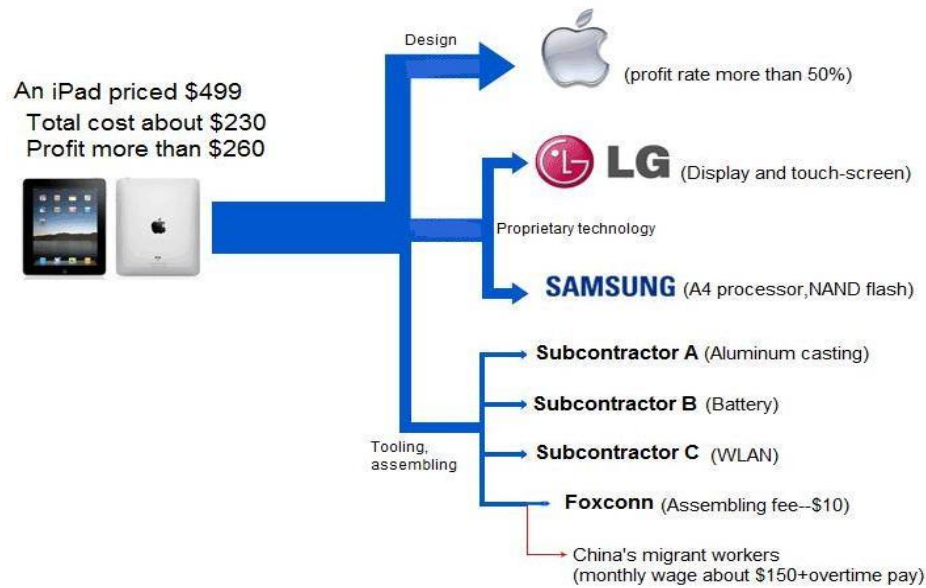 Design
(profit rate more than 50%)
An iPad priced $499
Total cost about $230
Profit more than $260
LG LG (Display and touch-screen)
Proprietary technology
SAMSUNG (A4 processor,NAND flash)
Subcontractor A (Aluminum casting)
Subcontractor B (Battery)
Tooling,
assembling
Subcontractor C (WLAN)
Foxconn (Assembling fee--$10)
China's migrant workers
(monthly wage about $150+overtime pay)